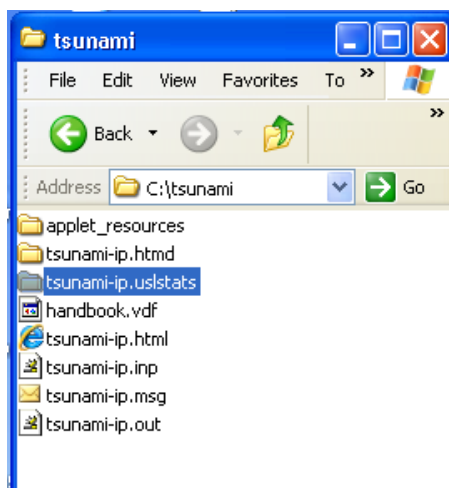 tsunami
File Edit View Favorites To »
Back »
Address C:\tsunami Go
applet_resources
tsunami-ip.htmd
tsunami-ip.uslstats
handbook.vdf
tsunami-ip.html
tsunami-ip.inp
tsunami-ip.msg
tsunami-ip.out